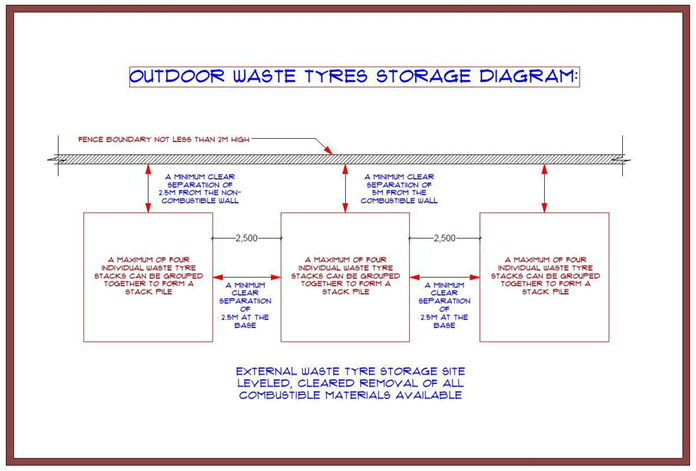 OUTDOOR WASTE TYRES STORAGE DIAGRAM:
FENCE BOUNDARY NOT LESS THAN 2M HIGH
A MINIMUM CLEAR
SEPARATIION OF
2.5M FROM THE NON-
COMBUSTIBLE WALL
A MINIMUM CLEAR
SEPARATIION OF
5M FROM THE
COMBUSTIBLE WALL
2,500
2,500
A MAXIMUM OF FOUR
INDIVIDUAL WASTE TYRE
STACKS CAN BE GROUPED
TOGETHER TO FORM A
STACK PILE
A MAXIMUM OF FOUR
INDIVIDUAL WASTE TYRE
STACKS CAN BE GROUPED
TOGETHER TO FORM A
STACK PILE
A MAXIMUM OF FOUR
INDIVIDUAL WASTE TYRE
STACKS CAN BE GROUPED
TOGETHER TO FORM A
STACK PILE
A MINIMUM
CLEAR
SEPARATIION
OF
2.5M AT THE
BASE
A MINIMUM
CLEAR
SEPARATIION
OF
2.5M AT THE
BASE
EXTERNAL WASTE TYRE STORAGE SITE
LEVELED, CLEARED REMOVAL OF ALL
COMBUSTIBLE MATERIALS AVAILABLE